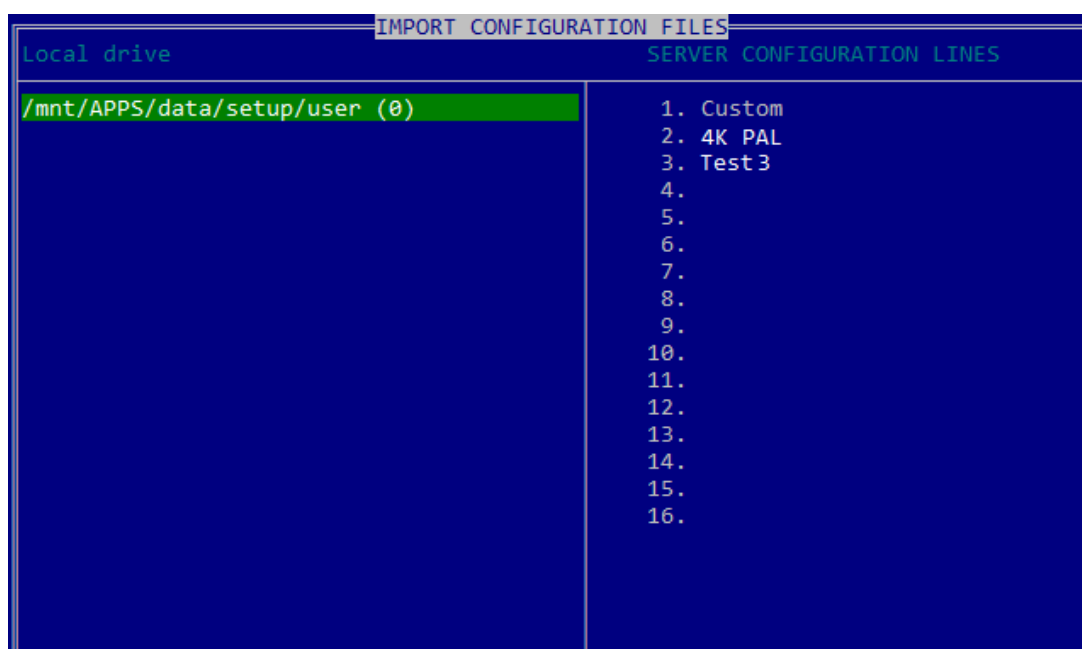 IMPORT CONFIGURATION FILES
Local drive
SERVER CONFIGURATION LINES
/mnt/APPS/data/setup/user (0)
1. Custom
2. 4K PAL
3. Test3
4.
5.
6.
7.
8.
9.
10.
11.
12.
13.
14.
15.
16.